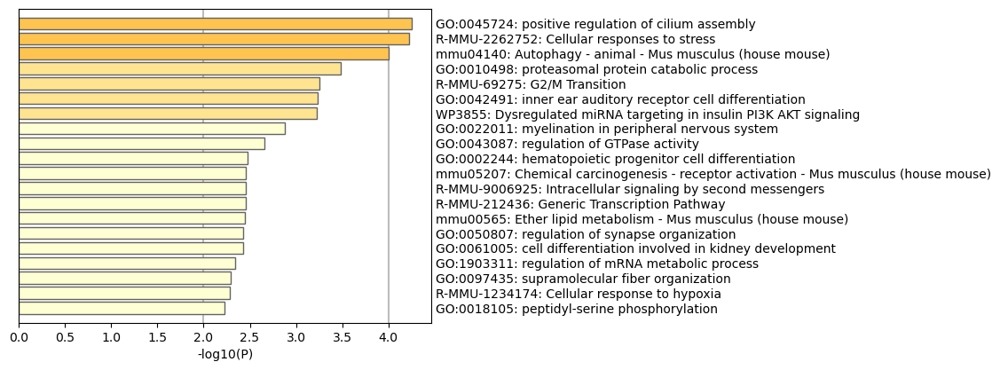 GO:0045724: positive regulation of cilium assembly
R-MMU-2262752: Cellular responses to stress
mmu04140: Autophagy - animal - Mus musculus (house mouse)
GO:0010498: proteasomal protein catabolic process
R-MMU-69275: G2/M Transition
GO:0042491: inner ear auditory receptor cell differentiation
WP3855: Dysregulated miRNA targeting in insulin PI3K AKT signaling
GO:0022011: myelination in peripheral nervous system
GO:0043087: regulation of GTPase activity
GO:0002244: hematopoietic progenitor cell differentiation
mmu05207: Chemical carcinogenesis - receptor activation - Mus musculus (house mouse)
R-MMU-9006925: Intracellular signaling by second messengers
R-MMU-212436: Generic Transcription Pathway
mmu00565: Ether lipid metabolism - Mus musculus (house mouse)
GO:0050807: regulation of synapse organization
GO:0061005: cell differentiation involved in kidney development
GO:1903311: regulation of mRNA metabolic process
GO:0097435: supramolecular fiber organization
R-MMU-1234174: Cellular response to hypoxia
GO:0018105: peptidyl-serine phosphorylation
0.0 0.5 1.0 1.5 2.0 2.5 3.0 3.5 4.0
-log10(P)